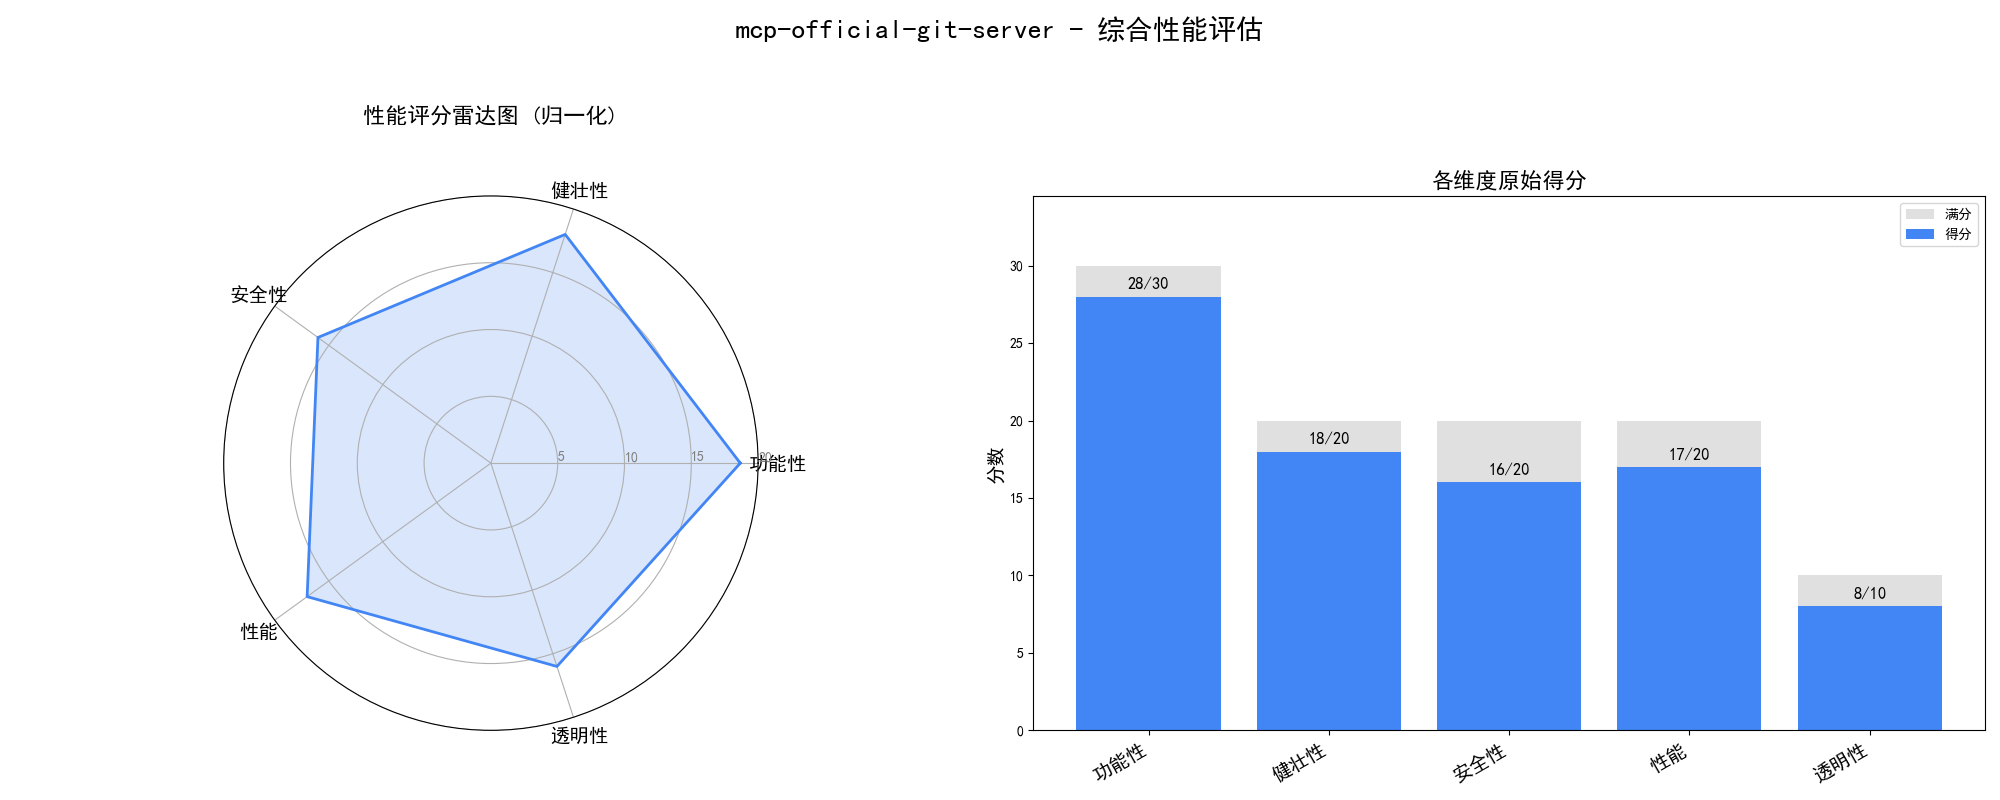 mcp-official-git-server - 综合性能评估
性能评分雷达图 (归一化)
健壮性
安全性
功能性
性能
透明性
5
10
15
20
各维度原始得分
满分
得分
分数
30
25
20
15
10
5
0
28/30
18/20
16/20
17/20
8/10
功能性
健壮性
安全性
性能
透明性